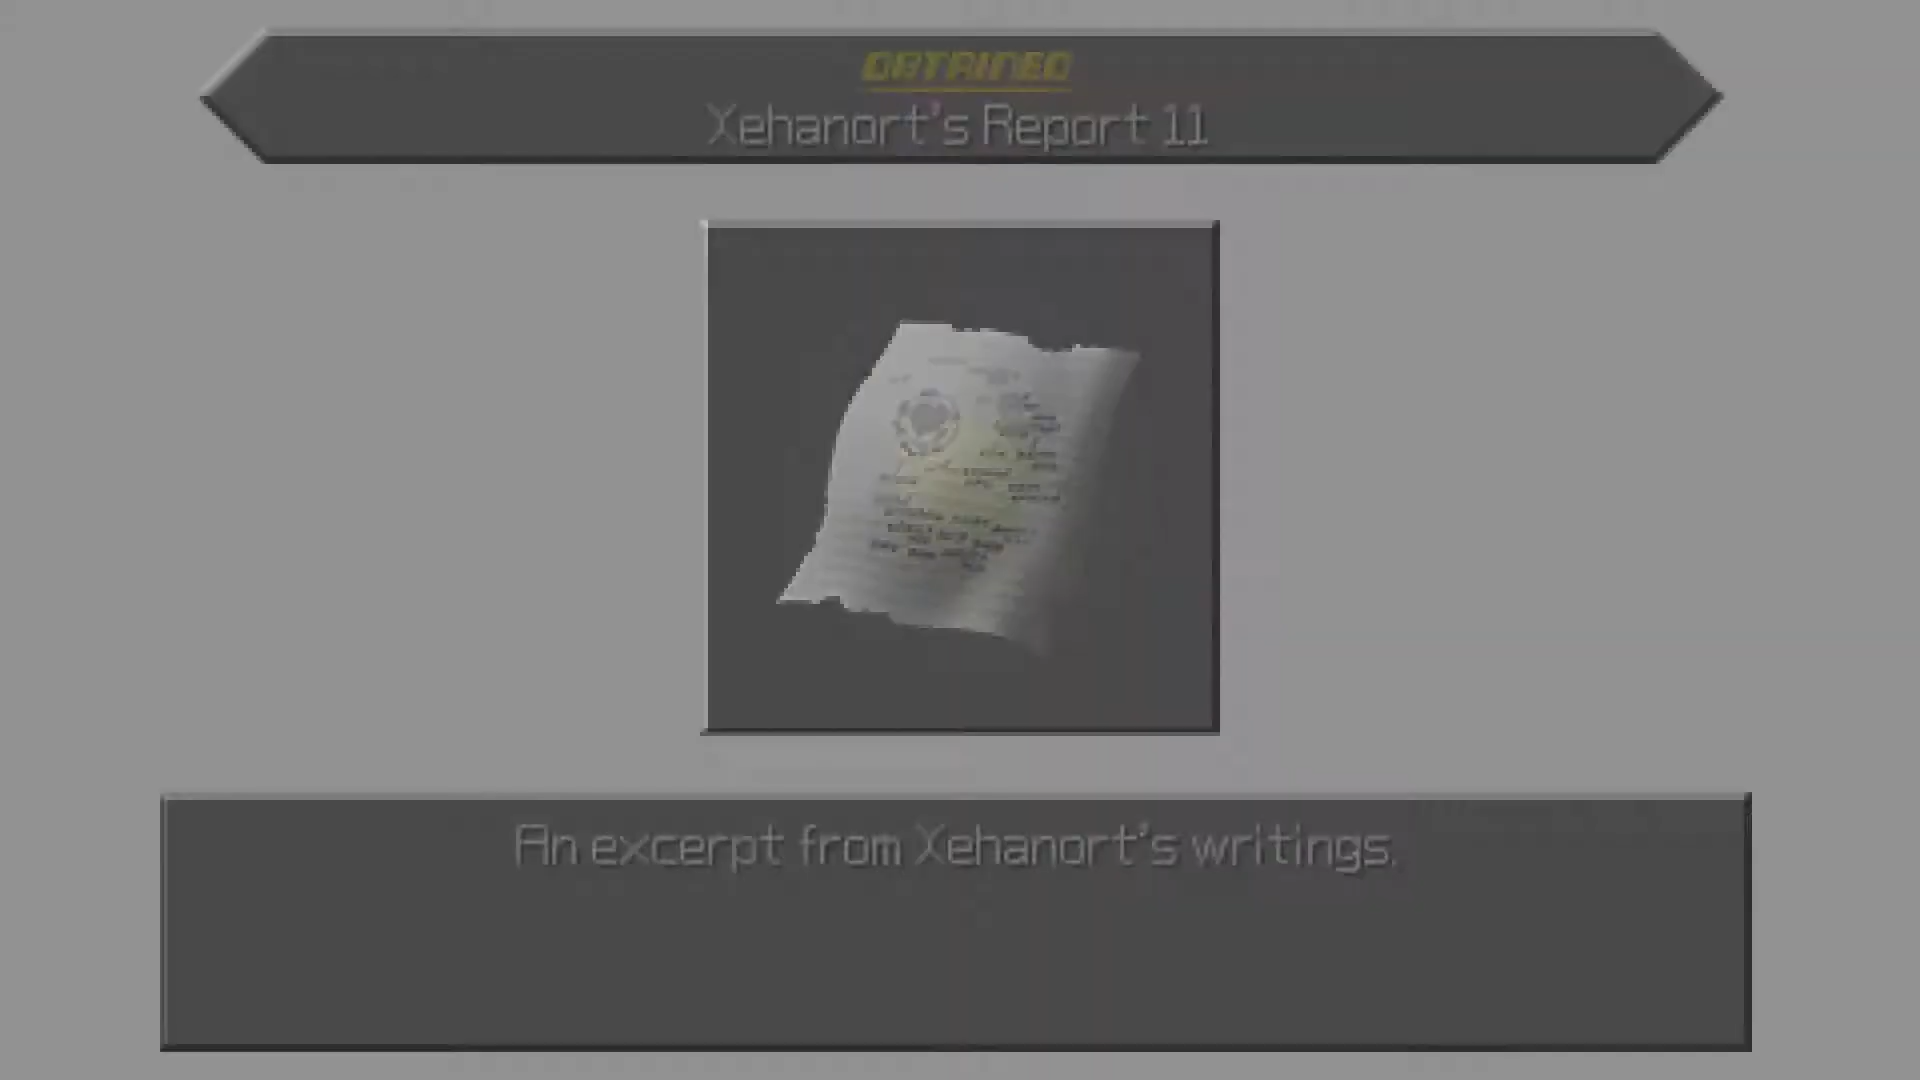 OBTAINED
Xehanort's Report 11
An excerpt from Xehanort's writings.